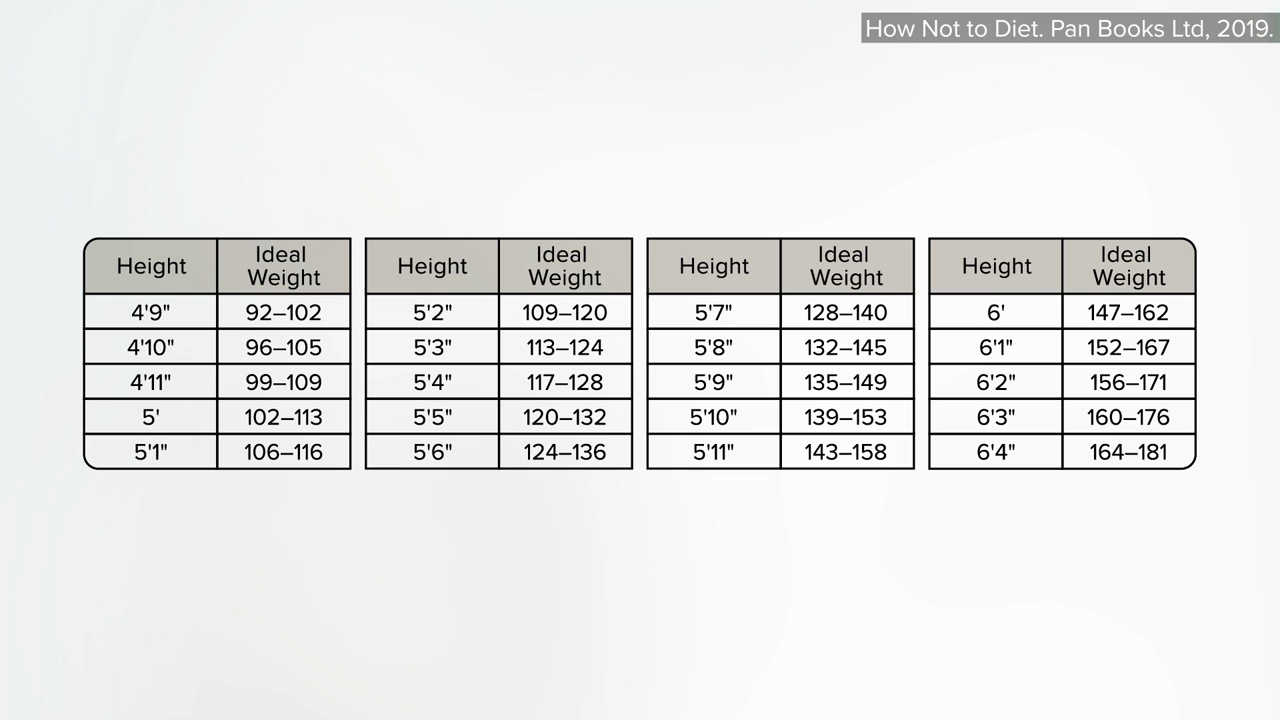 How Not to Diet. Pan Books Ltd, 2019.
Height Ideal Weight Height Ideal Weight Height Ideal Weight Height Ideal Weight
4'9" 92–102 5'2" 109–120 5'7" 128–140 6' 147–162
4'10" 96–105 5'3" 113–124 5'8" 132–145 6'1" 152–167
4'11" 99–109 5'4" 117–128 5'9" 135–149 6'2" 156–171
5' 102–113 5'5" 120–132 5'10" 139–153 6'3" 160–176
5'1" 106–116 5'6" 124–136 5'11" 143–158 6'4" 164–181